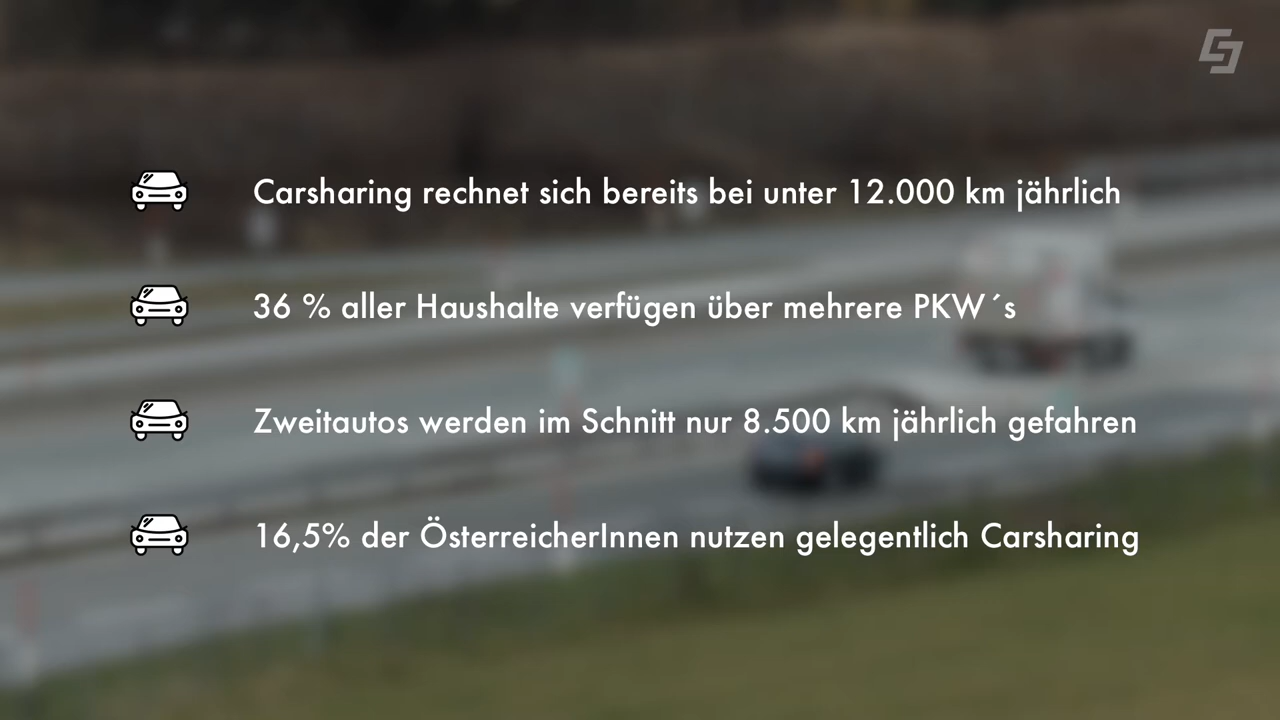 Carsharing rechnet sich bereits bei unter 12.000 km jährlich
36 % aller Haushalte verfügen über mehrere PKW´s
Zweitautos werden im Schnitt nur 8.500 km jährlich gefahren
16,5% der ÖsterreicherInnen nutzen gelegentlich Carsharing